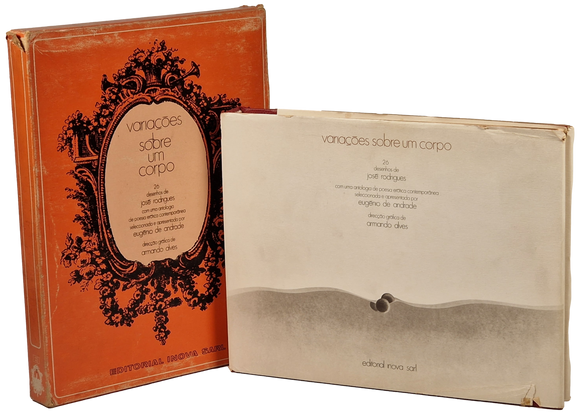 variações
sobre
um
corpo
26
desenhos de
josé rodrigues
com uma antologia
de poesia erótica contemporânea
seleccionada e apresentada por
eugénio de andrade
direcção gráfica de
armando alves
EDITORIAL INOVA SARL
variações sobre um corpo
26
desenhos de
josé rodrigues
com uma antologia de poesia erótica contemporânea
seleccionada e apresentada por
eugénio de andrade
direcção gráfica de
armando alves
editorial inova sarl